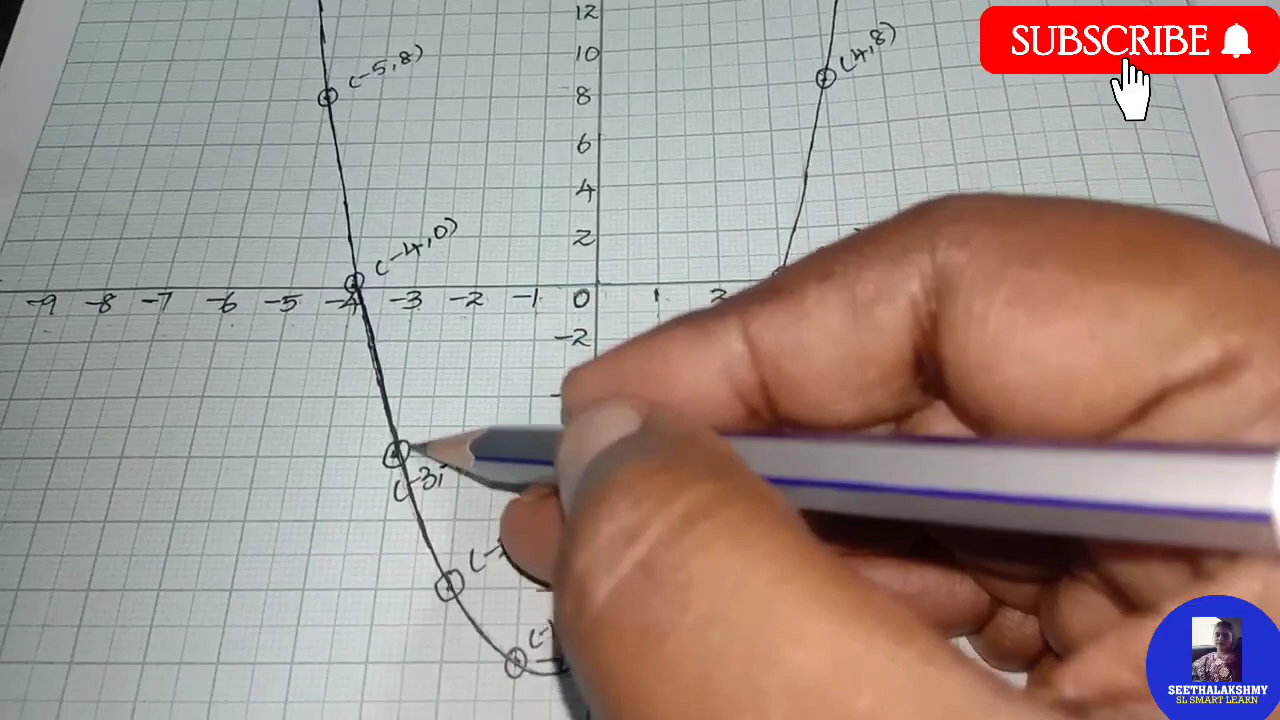 12
SUBSCRIBE
(-5,8)
10
(4,8)
8
6
4
(-4,0)
2
-9 -8 -7 -6 -5 -4 -3 -2 -1 0 1
-2
(-3,
SEETHALAKSHMY
SL SMART LEARN